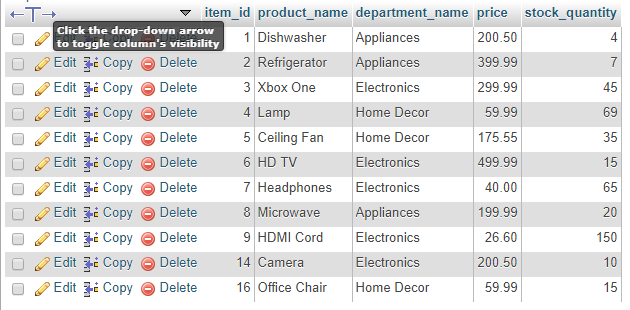 item_id product_name department_name price stock_quantity
Click the drop-down arrow
to toggle column's visibility
1 Dishwasher Appliances 200.50 4
Edit Copy Delete 2 Refrigerator Appliances 399.99 7
Edit Copy Delete 3 Xbox One Electronics 299.99 45
Edit Copy Delete 4 Lamp Home Decor 59.99 69
Edit Copy Delete 5 Ceiling Fan Home Decor 175.55 35
Edit Copy Delete 6 HD TV Electronics 499.99 15
Edit Copy Delete 7 Headphones Electronics 40.00 65
Edit Copy Delete 8 Microwave Appliances 199.99 20
Edit Copy Delete 9 HDMI Cord Electronics 26.60 150
Edit Copy Delete 14 Camera Electronics 200.50 10
Edit Copy Delete 16 Office Chair Home Decor 59.99 15